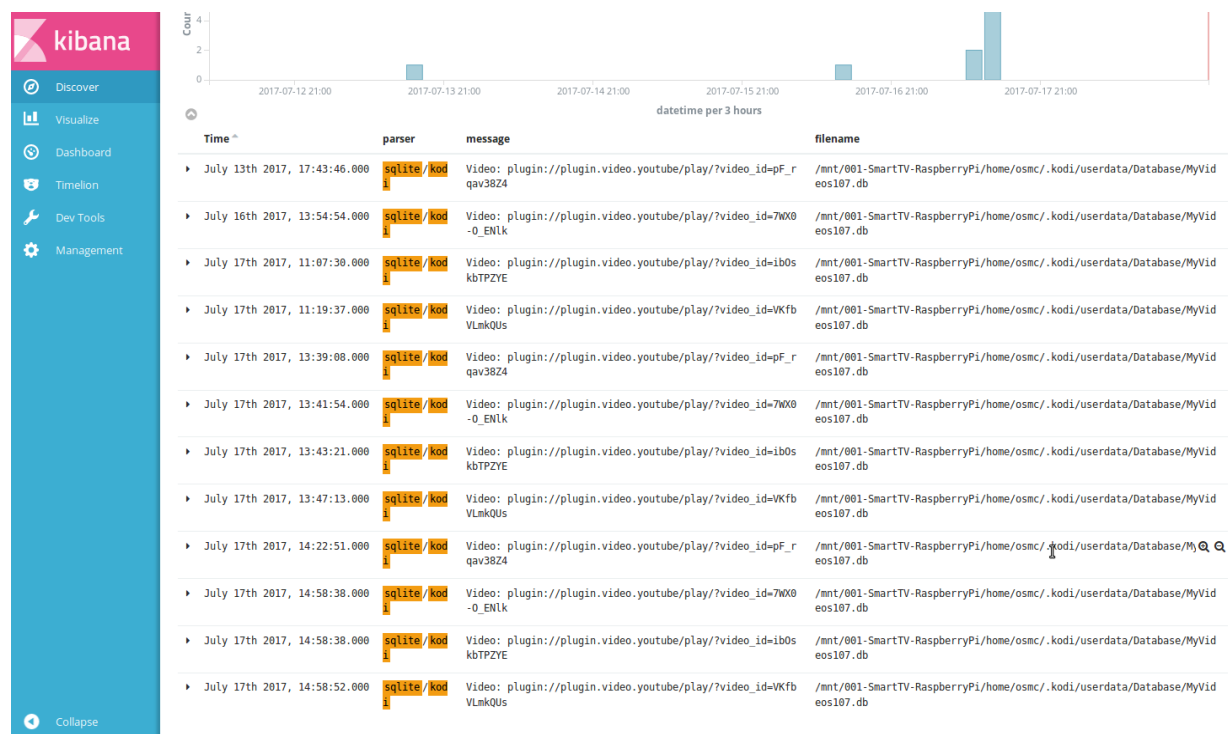 kibana
Discover
Visualize
Dashboard
Timelion
Dev Tools
Management
Collapse
Cour
4
2
0
2017-07-12 21:00
2017-07-13 21:00
2017-07-14 21:00
2017-07-15 21:00
2017-07-16 21:00
2017-07-17 21:00
datetime per 3 hours
Time parser message filename
July 13th 2017, 17:43:46.000 sqlite/kod Video: plugin://plugin.video.youtube/play/?video_id=pF_r /mnt/001-SmartTV-RaspberryPi/home/osmc/.kodi/userdata/Database/MyVid
i qav38Z4 eos107.db
July 16th 2017, 13:54:54.000 sqlite/kod Video: plugin://plugin.video.youtube/play/?video_id=7WX0 /mnt/001-SmartTV-RaspberryPi/home/osmc/.kodi/userdata/Database/MyVid
i -O_ENlk eos107.db
July 17th 2017, 11:07:30.000 sqlite/kod Video: plugin://plugin.video.youtube/play/?video_id=ibOs /mnt/001-SmartTV-RaspberryPi/home/osmc/.kodi/userdata/Database/MyVid
i kbTPZYE eos107.db
July 17th 2017, 11:19:37.000 sqlite/kod Video: plugin://plugin.video.youtube/play/?video_id=VKfb /mnt/001-SmartTV-RaspberryPi/home/osmc/.kodi/userdata/Database/MyVid
i VLmkQUs eos107.db
July 17th 2017, 13:39:08.000 sqlite/kod Video: plugin://plugin.video.youtube/play/?video_id=pF_r /mnt/001-SmartTV-RaspberryPi/home/osmc/.kodi/userdata/Database/MyVid
i qav38Z4 eos107.db
July 17th 2017, 13:41:54.000 sqlite/kod Video: plugin://plugin.video.youtube/play/?video_id=7WX0 /mnt/001-SmartTV-RaspberryPi/home/osmc/.kodi/userdata/Database/MyVid
i -O_ENlk eos107.db
July 17th 2017, 13:43:21.000 sqlite/kod Video: plugin://plugin.video.youtube/play/?video_id=ibOs /mnt/001-SmartTV-RaspberryPi/home/osmc/.kodi/userdata/Database/MyVid
i kbTPZYE eos107.db
July 17th 2017, 13:47:13.000 sqlite/kod Video: plugin://plugin.video.youtube/play/?video_id=VKfb /mnt/001-SmartTV-RaspberryPi/home/osmc/.kodi/userdata/Database/MyVid
i VLmkQUs eos107.db
July 17th 2017, 14:22:51.000 sqlite/kod Video: plugin://plugin.video.youtube/play/?video_id=pF_r /mnt/001-SmartTV-RaspberryPi/home/osmc/.kodi/userdata/Database/My
i qav38Z4 eos107.db
July 17th 2017, 14:58:38.000 sqlite/kod Video: plugin://plugin.video.youtube/play/?video_id=7WX0 /mnt/001-SmartTV-RaspberryPi/home/osmc/.kodi/userdata/Database/MyVid
i -O_ENlk eos107.db
July 17th 2017, 14:58:38.000 sqlite/kod Video: plugin://plugin.video.youtube/play/?video_id=ibOs /mnt/001-SmartTV-RaspberryPi/home/osmc/.kodi/userdata/Database/MyVid
i kbTPZYE eos107.db
July 17th 2017, 14:58:52.000 sqlite/kod Video: plugin://plugin.video.youtube/play/?video_id=VKfb /mnt/001-SmartTV-RaspberryPi/home/osmc/.kodi/userdata/Database/MyVid
i VLmkQUs eos107.db